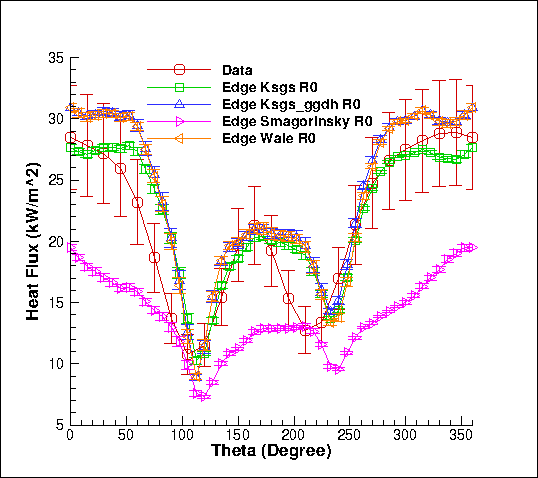 35
30
25
20
15
10
5
Heat Flux (kW/m^2)
Data
Edge Ksgs R0
Edge Ksgs_ggdh R0
Edge Smagorinsky R0
Edge Wale R0
0 50 100 150 200 250 300 350
Theta (Degree)